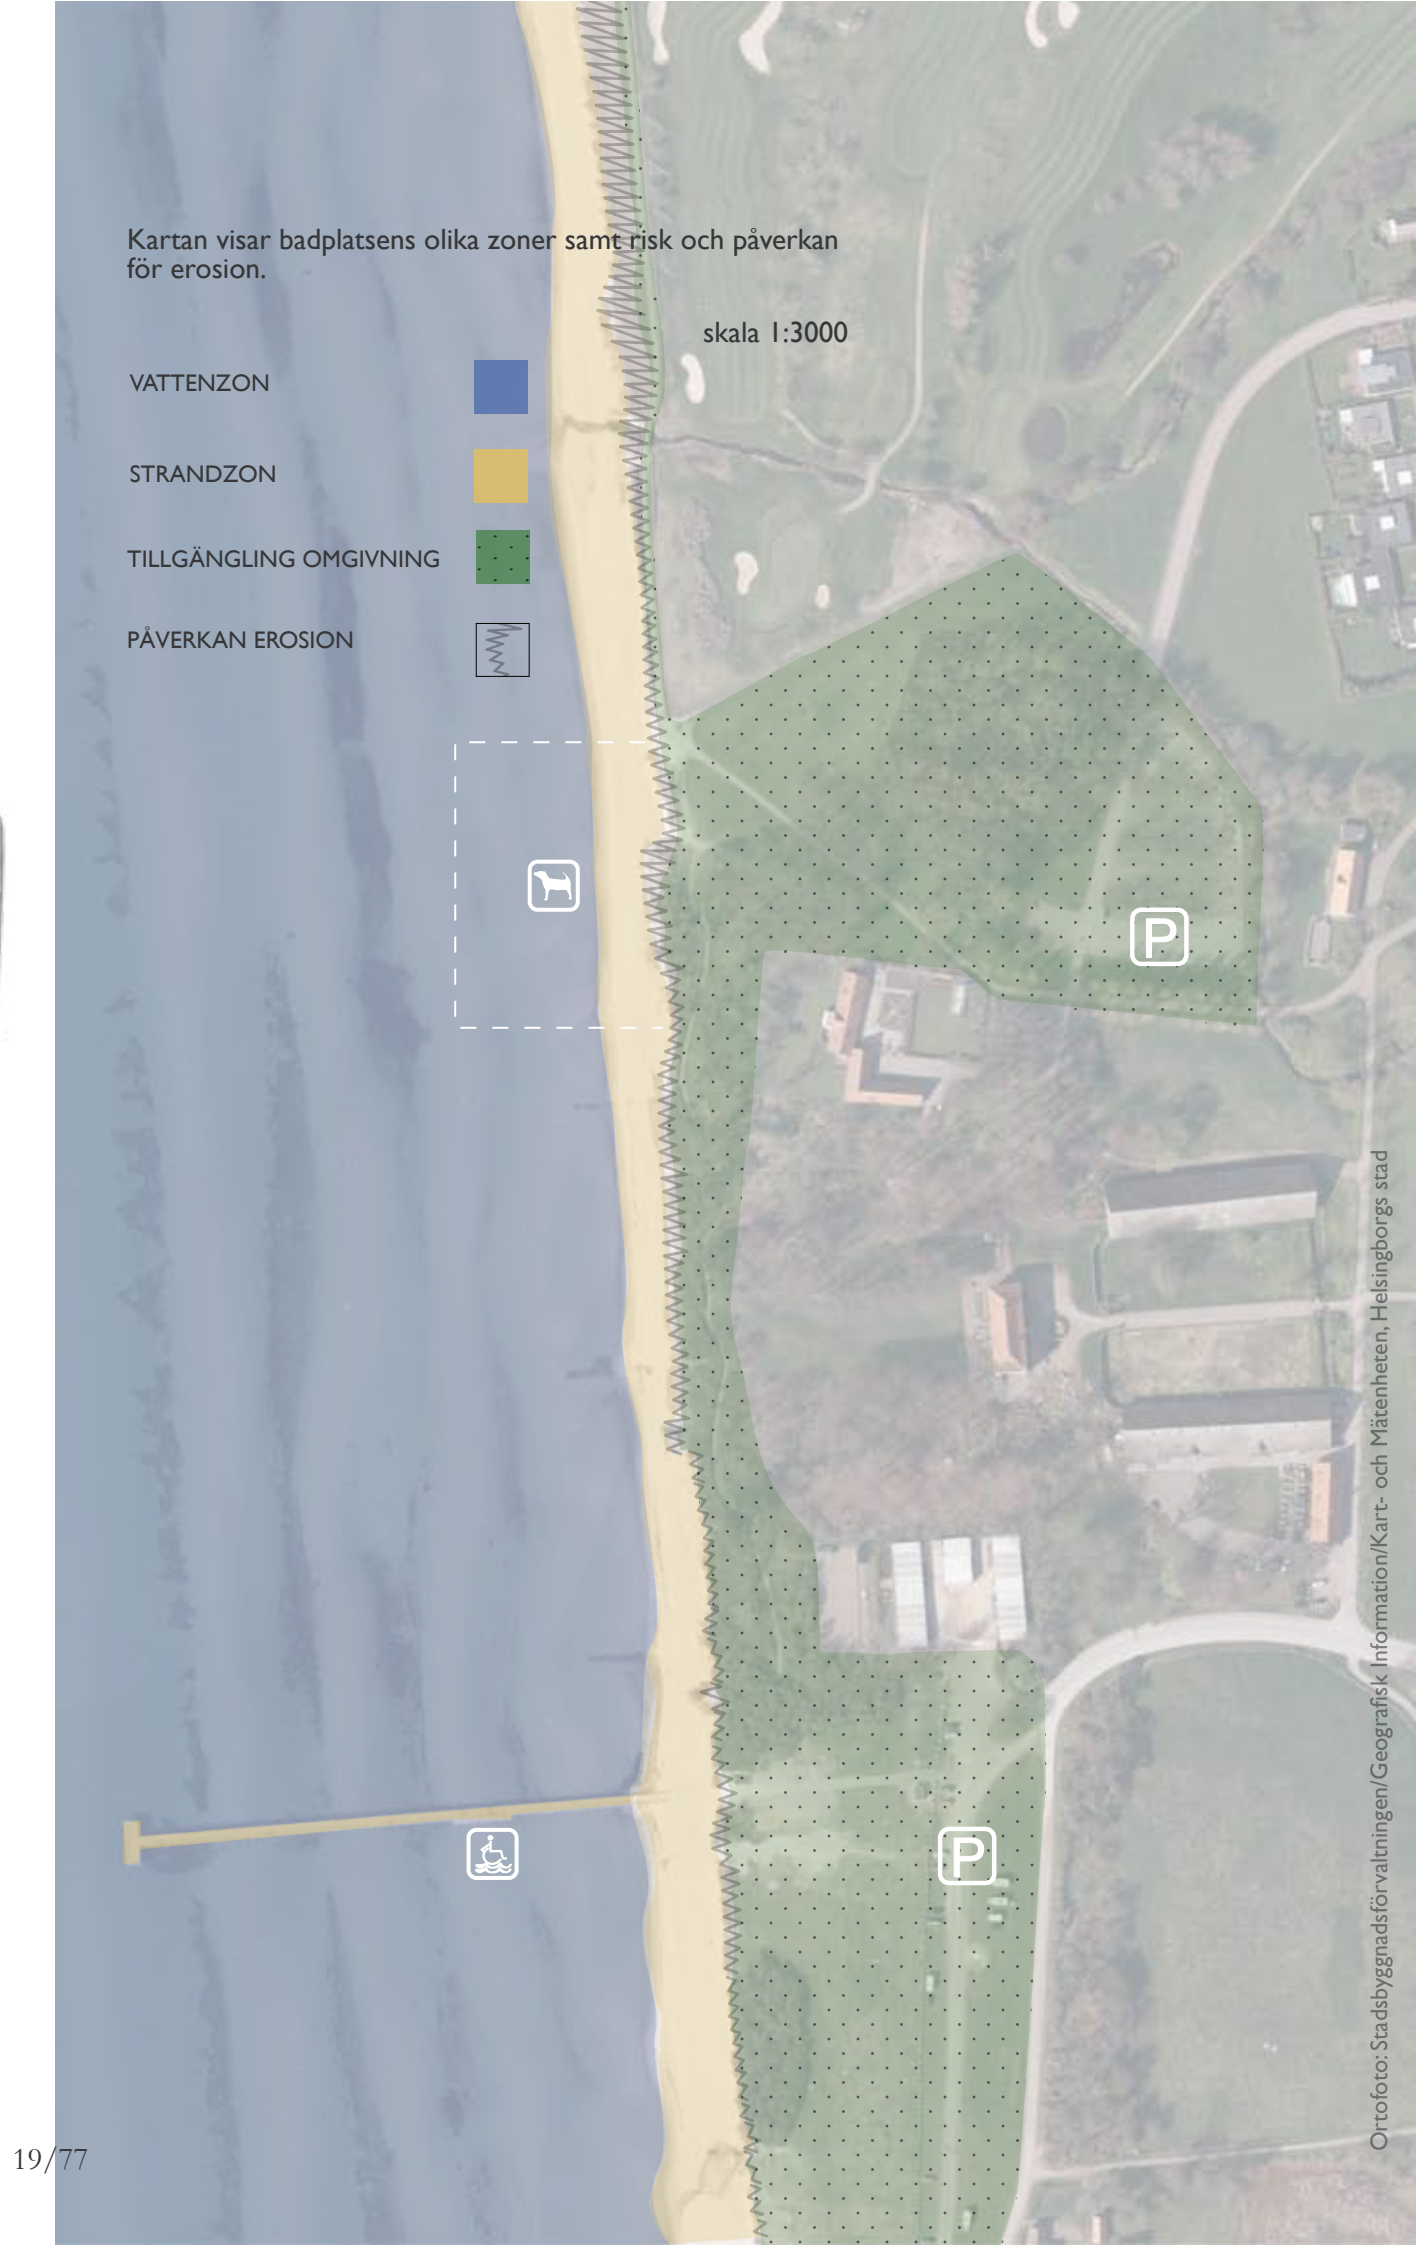 Kartan visar badplatsens olika zoner samt risk och påverkan
för erosion.
skala 1:3000
VATTENZON
STRANDZON
TILLGÄNGLING OMGIVNING
PÅVERKAN EROSION
P
P
Ortofoto: Stadsbyggnadsförvaltningen/Geografisk Information/Kart- och Mätenheten, Helsingborgs stad
19/77